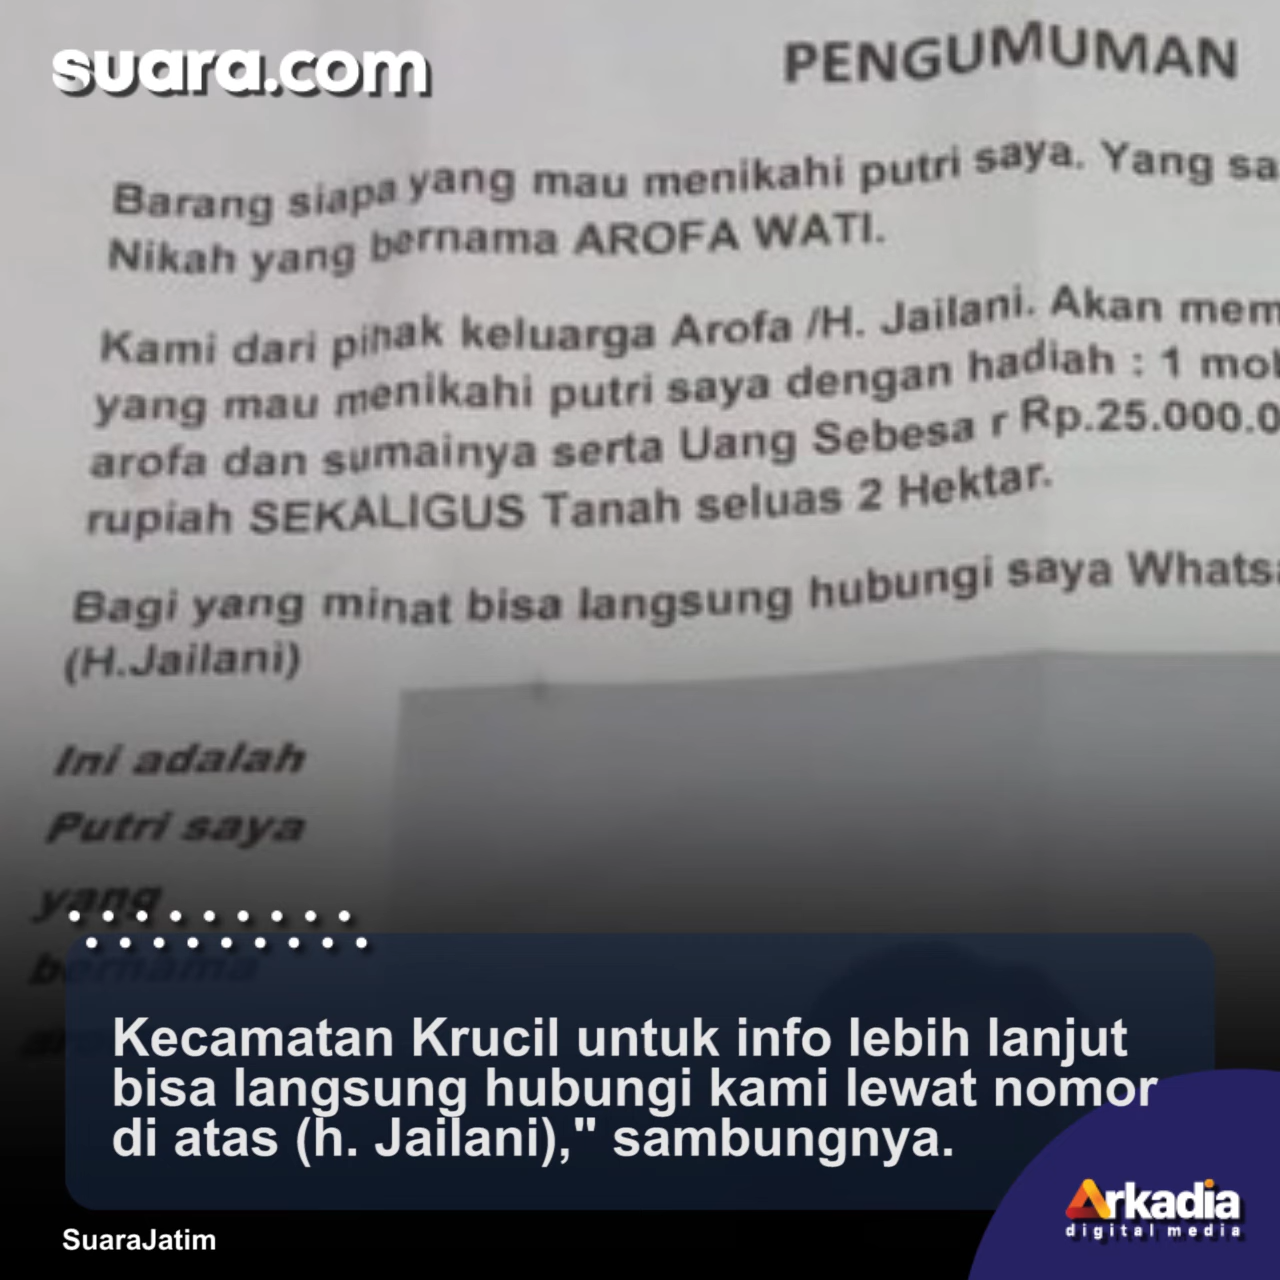 suara.com
PENGUMUMAN
Barang siapa yang mau menikahi putri saya. Yang sa
Nikah yang bernama AROFA WATI.
Kami dari pihak keluarga Arofa /H. Jailani. Akan mem
yang mau menikahi putri saya dengan hadiah : 1 mob
arofa dan sumainya serta Uang Sebesa r Rp.25.000.0
rupiah SEKALIGUS Tanah seluas 2 Hektar.
Bagi yang minat bisa langsung hubungi saya Whatsa
(H.Jailani)
Ini adalah
Putri saya
yang
bernama
Kecamatan Krucil untuk info lebih lanjut
bisa langsung hubungi kami lewat nomor
di atas (h. Jailani)," sambungnya.
SuaraJatim
Arkadia
digital media